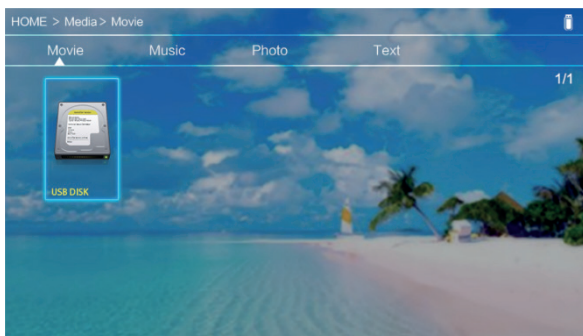 HOME > Media > Movie
Movie Music Photo Text
1/1
USB DISK